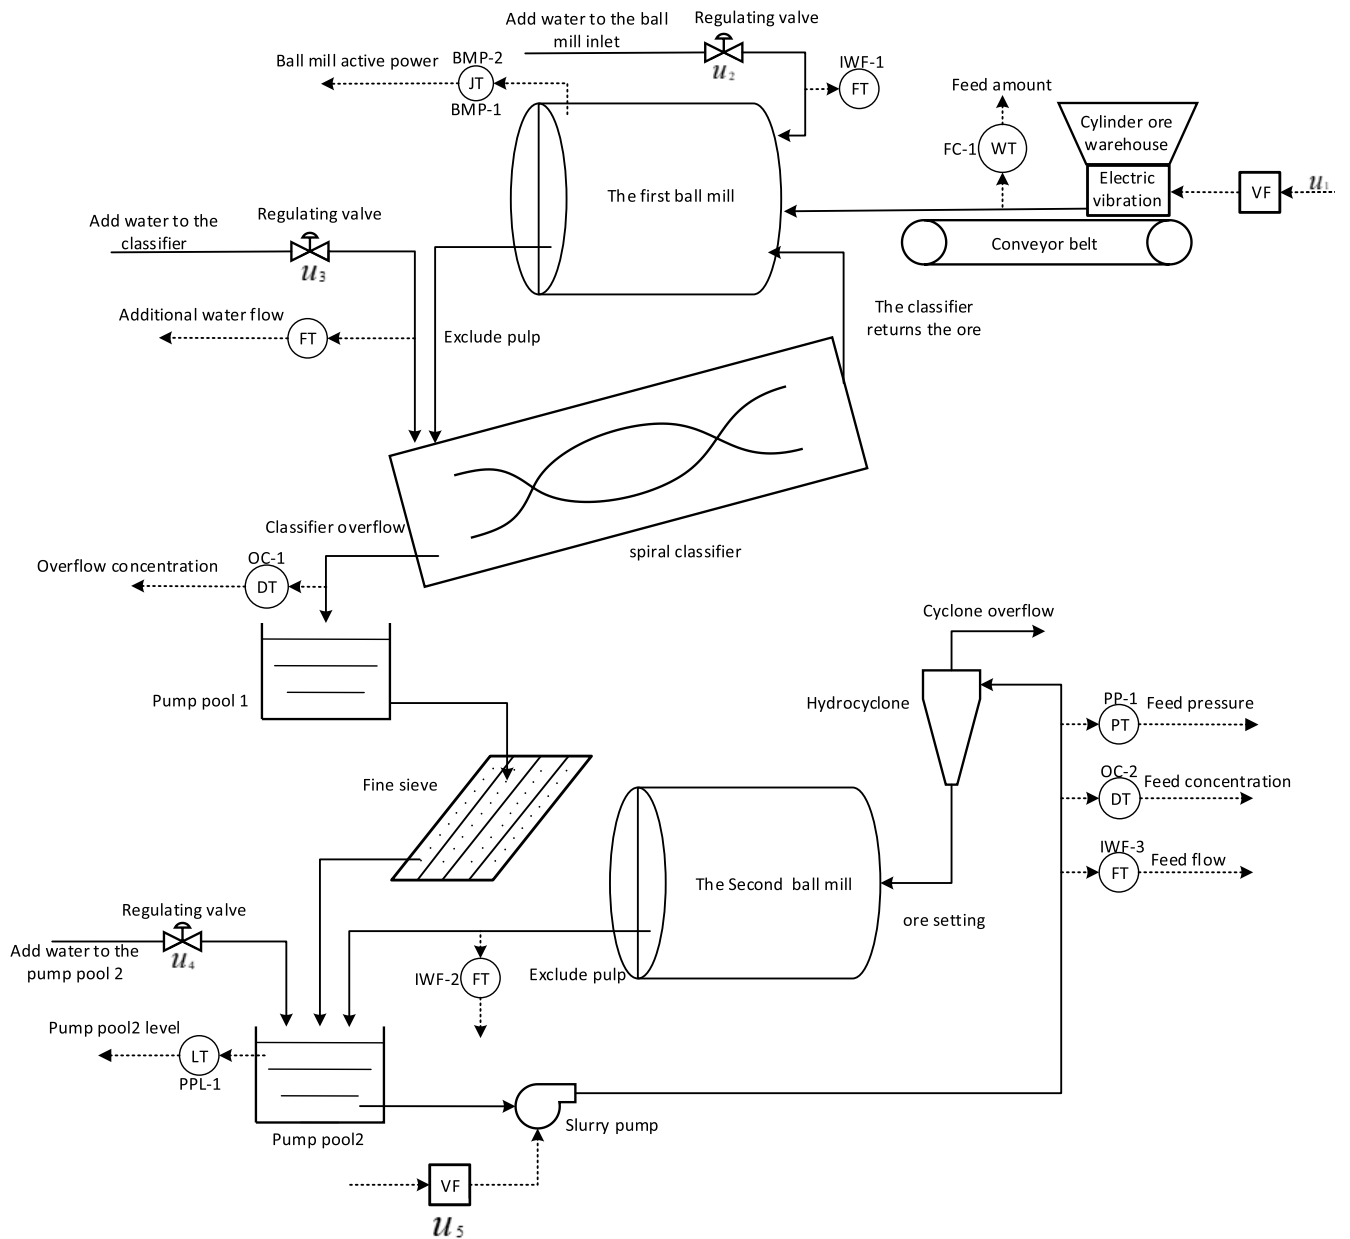 Add water to the ball
mill inlet
Regulating valve
u2
Ball mill active power
BMP-2
JT
BMP-1
IWF-1
FT
Feed amount
FC-1
WT
Cylinder ore
warehouse
Electric
vibration
VF
u1
The first ball mill
Conveyor belt
Add water to the
classifier
Regulating valve
u3
Additional water flow
FT
Exclude pulp
The classifier
returns the ore
Classifier overflow
spiral classifier
Overflow concentration
OC-1
DT
Cyclone overflow
Pump pool 1
Hydrocyclone
PP-1
PT
Feed pressure
Fine sieve
OC-2
DT
Feed concentration
The Second ball mill
IWF-3
FT
Feed flow
ore setting
Regulating valve
Add water to the
pump pool 2
u4
IWF-2
FT
Exclude pulp
Pump pool2 level
LT
PPL-1
Pump pool2
Slurry pump
VF
u5